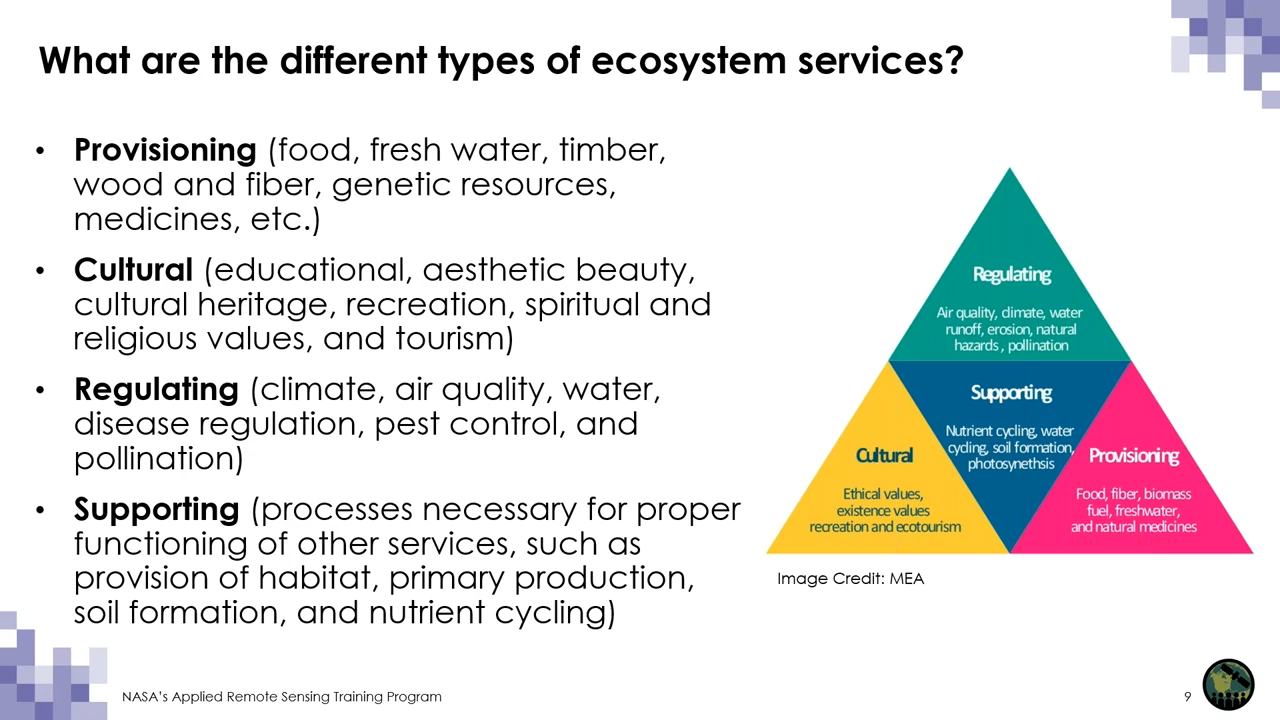 What are the different types of ecosystem services?
• Provisioning (food, fresh water, timber,
wood and fiber, genetic resources,
medicines, etc.)
• Cultural (educational, aesthetic beauty,
cultural heritage, recreation, spiritual and
religious values, and tourism)
• Regulating (climate, air quality, water,
disease regulation, pest control, and
pollination)
• Supporting (processes necessary for proper
functioning of other services, such as
provision of habitat, primary production,
soil formation, and nutrient cycling)
Regulating
Air quality, climate, water
runoff, erosion, natural
hazards , pollination
Supporting
Nutrient cycling, water
cycling, soil formation,
photosynethsis
Cultural
Ethical values,
existence values
recreation and ecotourism
Provisioning
Food, fiber, biomass
fuel, freshwater,
and natural medicines
Image Credit: MEA
NASA's Applied Remote Sensing Training Program
9